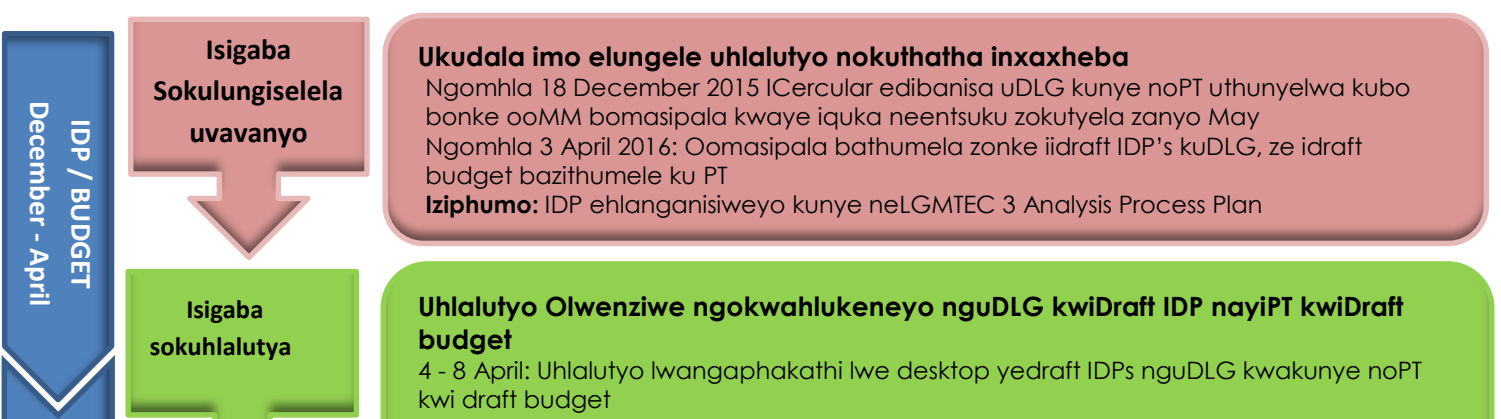 IDP / BUDGET
December - April
Isigaba
Sokulungiselela
uvavanyo
Ukudala imo elungele uhlalutyo nokuthatha inxaxheba
Ngomhla 18 December 2015 ICercular edibanisa uDLG kunye noPT uthunyelwa kubo
bonke ooMM bomasipala kwaye iquka neentsuku zokutyela zanyo May
Ngomhla 3 April 2016: Oomasipala bathumela zonke iidraft IDP's kuDLG, ze idraft
budget bazithumele ku PT
Iziphumo: IDP ehlanganisiweyo kunye neLGMTEC 3 Analysis Process Plan
Isigaba
sokuhlalutya
Uhlalutyo Olwenziwe ngokwahlukeneyo nguDLG kwiDraft IDP nayiPT kwiDraft
budget
4 - 8 April: Uhlalutyo lwangaphakathi lwe desktop yedraft IDPs nguDLG kwakunye noPT
kwi draft budget